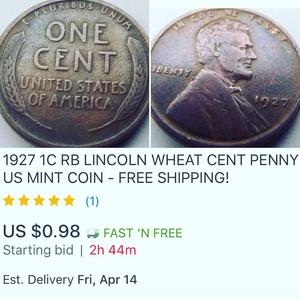 E PLURIBUS UNUM
ONE
CENT
UNITED STATES
OF AMERICA
IN GOD WE TRUST
LIBERTY
1927
1927 1C RB LINCOLN WHEAT CENT PENNY
US MINT COIN - FREE SHIPPING!
(1)
US $0.98 FAST 'N FREE
Starting bid | 2h 44m
Est. Delivery Fri, Apr 14